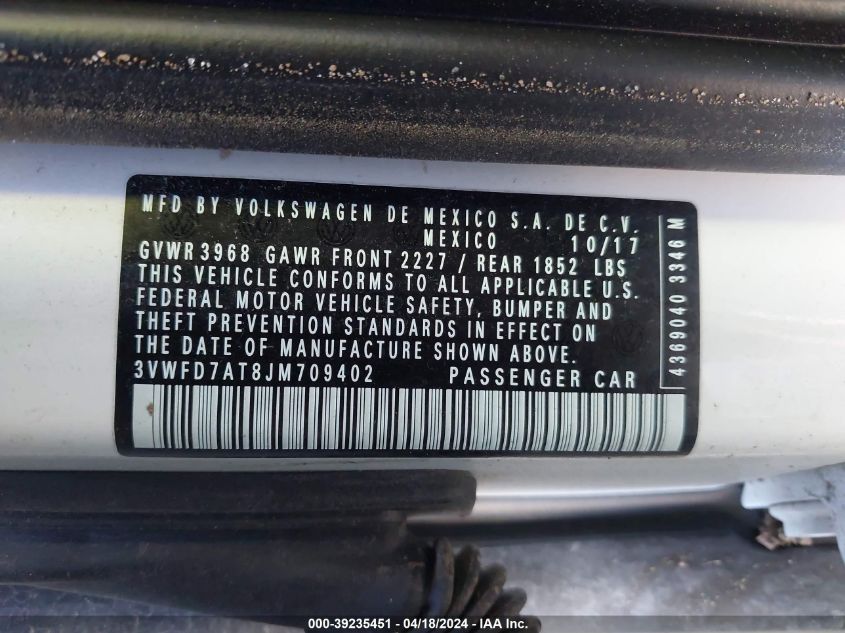 MFD BY VOLKSWAGEN DE MEXICO S.A. DE C.V.
MEXICO 10/17
GVWR 3968 GAWR FRONT 2227 / REAR 1852 LBS
THIS VEHICLE CONFORMS TO ALL APPLICABLE U.S.
FEDERAL MOTOR VEHICLE SAFETY, BUMPER AND
THEFT PREVENTION STANDARDS IN EFFECT ON
THE DATE OF MANUFACTURE SHOWN ABOVE.
3VWFD7AT8JM709402 PASSENGER CAR
4369040 3346 M
000-39235451 - 04/18/2024 - IAA Inc.